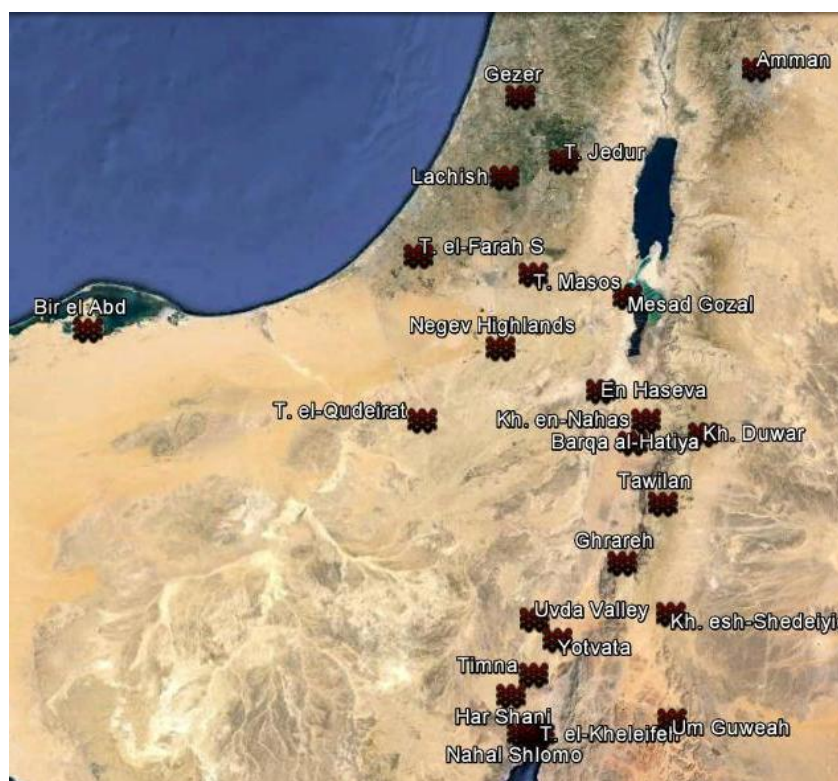 Amman
Gezer
T. Jedur
Lachish
T. el-Farah S
T. Masos
Mesad Gozal
Bir el Abd
Negev Highlands
En Haseva
T. el-Qudeirat
Kh. en-Nahas
Kh. Duwar
Barqa al-Hatiya
Tawilan
Ghrareh
Uvda Valley
Kh. esh-Shedeiyi
Yotvata
Timna
Har Shani
T. el-Kheleifeh
Um Guweah
Nahal Shlomo